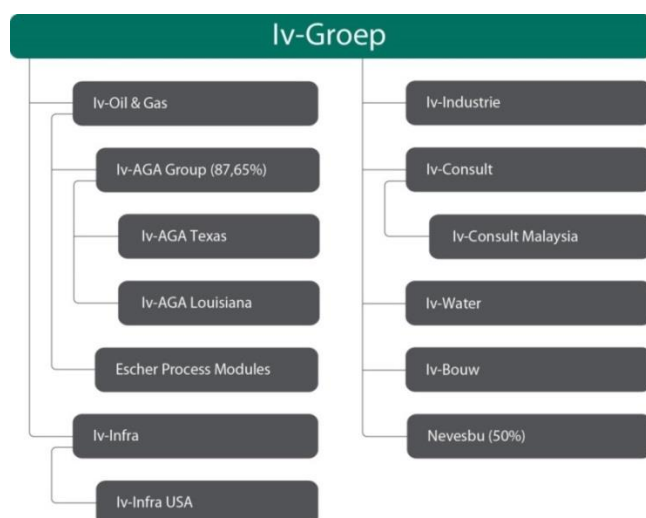 Iv-Groep
Iv-Oil & Gas
Iv-AGA Group (87,65%)
Iv-AGA Texas
Iv-AGA Louisiana
Escher Process Modules
Iv-Infra
Iv-Infra USA
Iv-Industrie
Iv-Consult
Iv-Consult Malaysia
Iv-Water
Iv-Bouw
Nevesbu (50%)